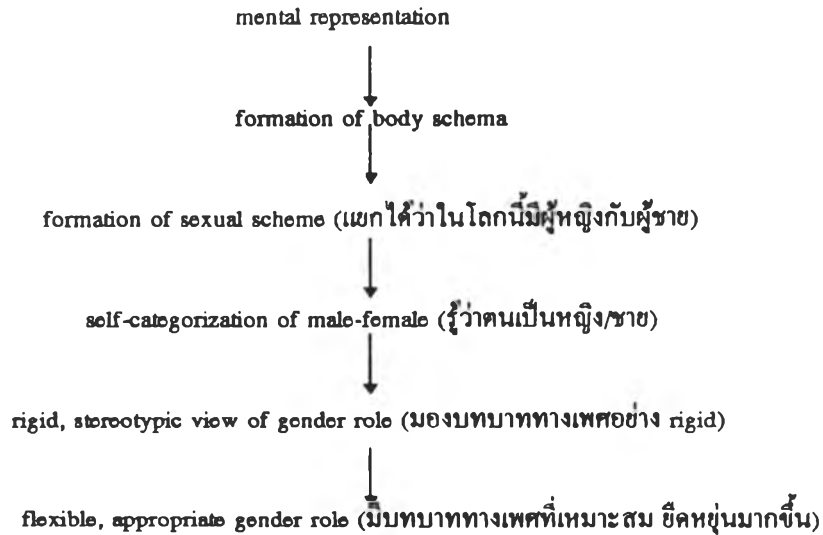 mental representation
formation of body schema
formation of sexual scheme (แยกได้ว่าในโลกนี้มีผู้หญิงกับผู้ชาย)
self-categorization of male-female (รู้ว่าตนเป็นหญิง/ชาย)
rigid, stereotypic view of gender role (มองบทบาททางเพศอย่าง rigid)
flexible, appropriate gender role (มีบทบาททางเพศที่เหมาะสม ยืดหยุ่นมากขึ้น)